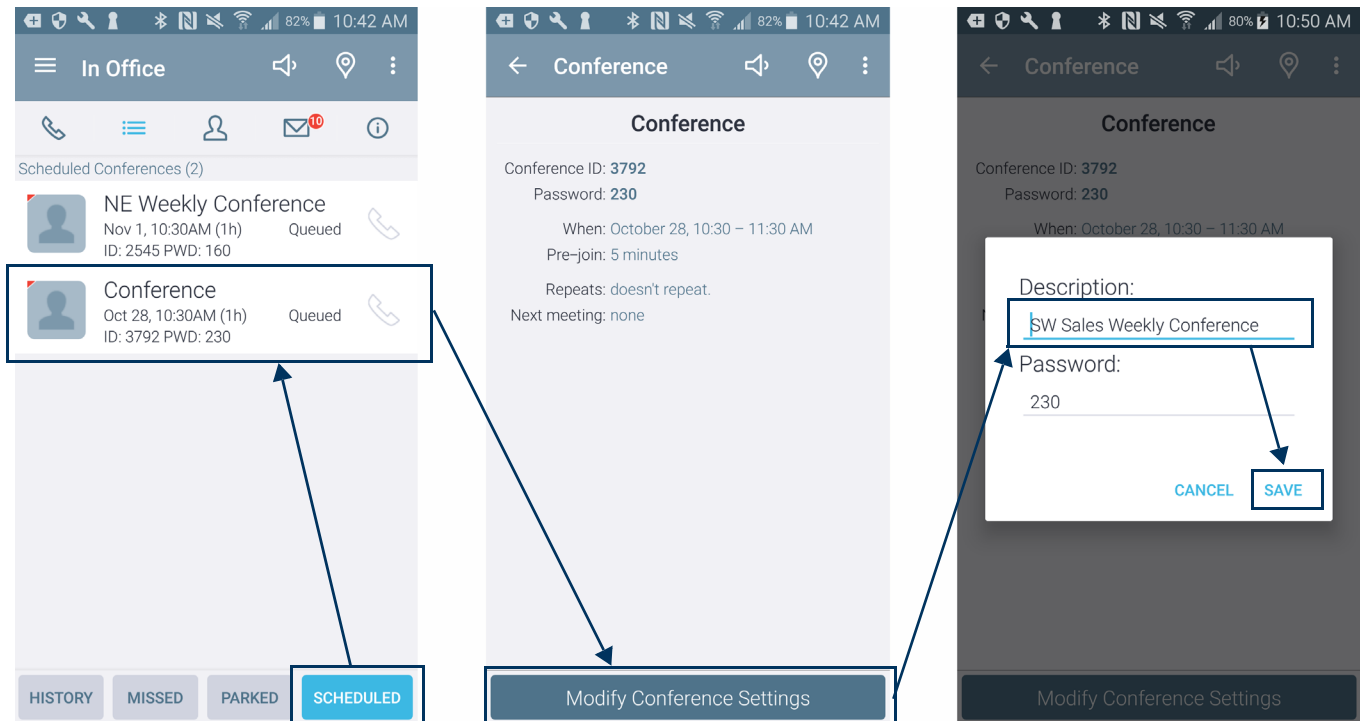 82% 10:42 AM
In Office
10
Scheduled Conferences (2)
NE Weekly Conference
Nov 1, 10:30AM (1h) Queued
ID: 2545 PWD: 160
Conference
Oct 28, 10:30AM (1h) Queued
ID: 3792 PWD: 230
HISTORY MISSED PARKED SCHEDULED
82% 10:42 AM
Conference
Conference
Conference ID: 3792
Password: 230
When: October 28, 10:30 – 11:30 AM
Pre-join: 5 minutes
Repeats: doesn't repeat.
Next meeting: none
Modify Conference Settings
80% 10:50 AM
Conference
Conference
Conference ID: 3792
Password: 230
When: October 28, 10:30 – 11:30 AM
Description:
SW Sales Weekly Conference
Password:
230
CANCEL SAVE
Modify Conference Settings